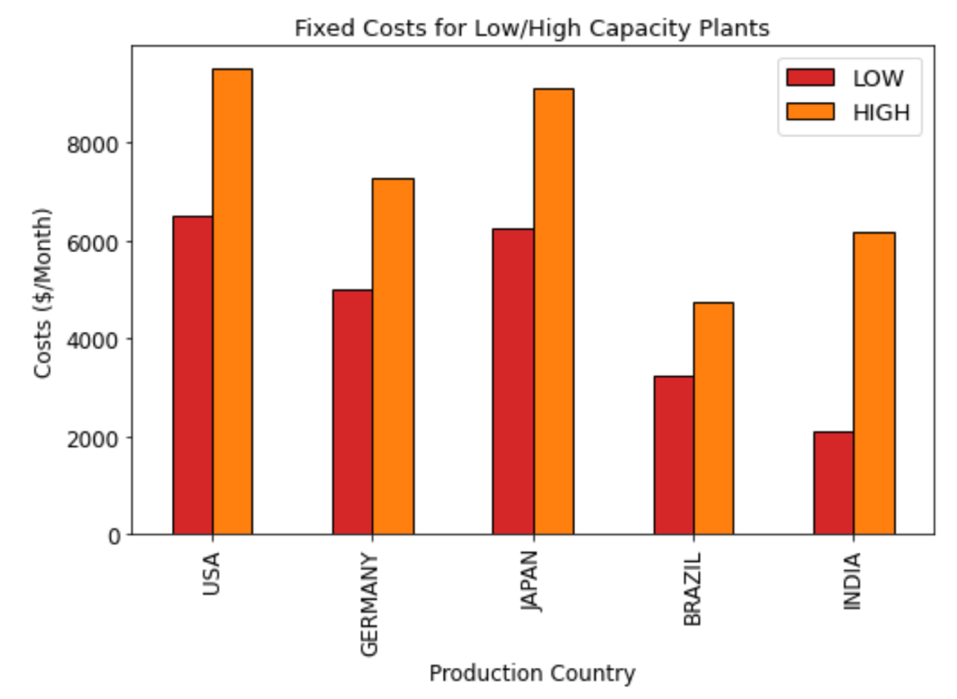 Fixed Costs for Low/High Capacity Plants
LOW
HIGH
8000
6000
4000
2000
0
Costs ($/Month)
USA
GERMANY
JAPAN
BRAZIL
INDIA
Production Country